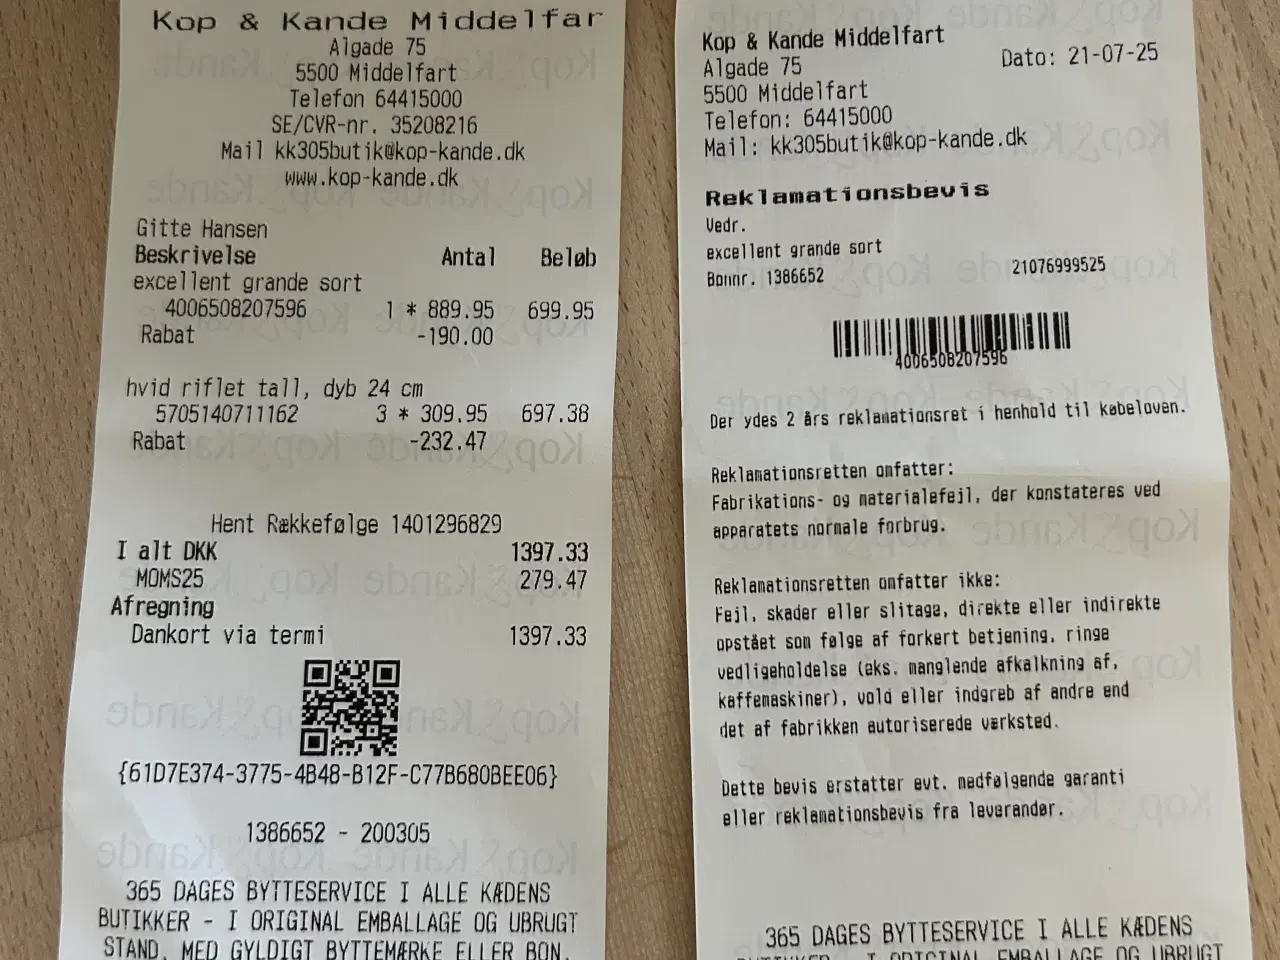 Kop & Kande Middelfar
Algade 75
5500 Middelfart
Telefon 64415000
SE/CVR-nr. 35208216
Mail kk305butik@kop-kande.dk
www.kop-kande.dk
Gitte Hansen
Beskrivelse Antal Beløb
excellent grande sort
4006508207596 1 * 889.95 699.95
Rabat -190.00
hvid riflet tall, dyb 24 cm
5705140711162 3 * 309.95 697.38
Rabat -232.47
Hent Rækkefølge 1401296829
I alt DKK 1397.33
MOMS25 279.47
Afregning
Dankort via termi 1397.33
{61D7E374-3775-4B48-B12F-C77B680BEE06}
1386652 - 200305
365 DAGES BYTTESERVICE I ALLE KÆDENS
BUTIKKER - I ORIGINAL EMBALLAGE OG UBRUGT
STAND, MED GYLDIGT BYTTEMÆRKE ELLER BON.
Kop & Kande Middelfart
Algade 75 Dato: 21-07-25
5500 Middelfart
Telefon: 64415000
Mail: kk305butik@kop-kande.dk
Reklamationsbevis
Vedr.
excellent grande sort
Bonnr. 1386652 21076999525
4006508207596
Der ydes 2 års reklamationsret i henhold til købeloven.
Reklamationsretten omfatter:
Fabrikations- og materialefejl, der konstateres ved
apparatets normale forbrug.
Reklamationsretten omfatter ikke:
Fejl, skader eller slitage, direkte eller indirekte
opstået som følge af forkert betjening, ringe
vedligeholdelse (eks. manglende afkalkning af,
kaffemaskiner), vold eller indgreb af andre end
det af fabrikken autoriserede værksted.
Dette bevis erstatter evt. medfølgende garanti
eller reklamationsbevis fra leverandør.
365 DAGES BYTTESERVICE I ALLE KÆDENS
BUTIKKER - I ORIGINAL EMBALLAGE OG UBRUGT